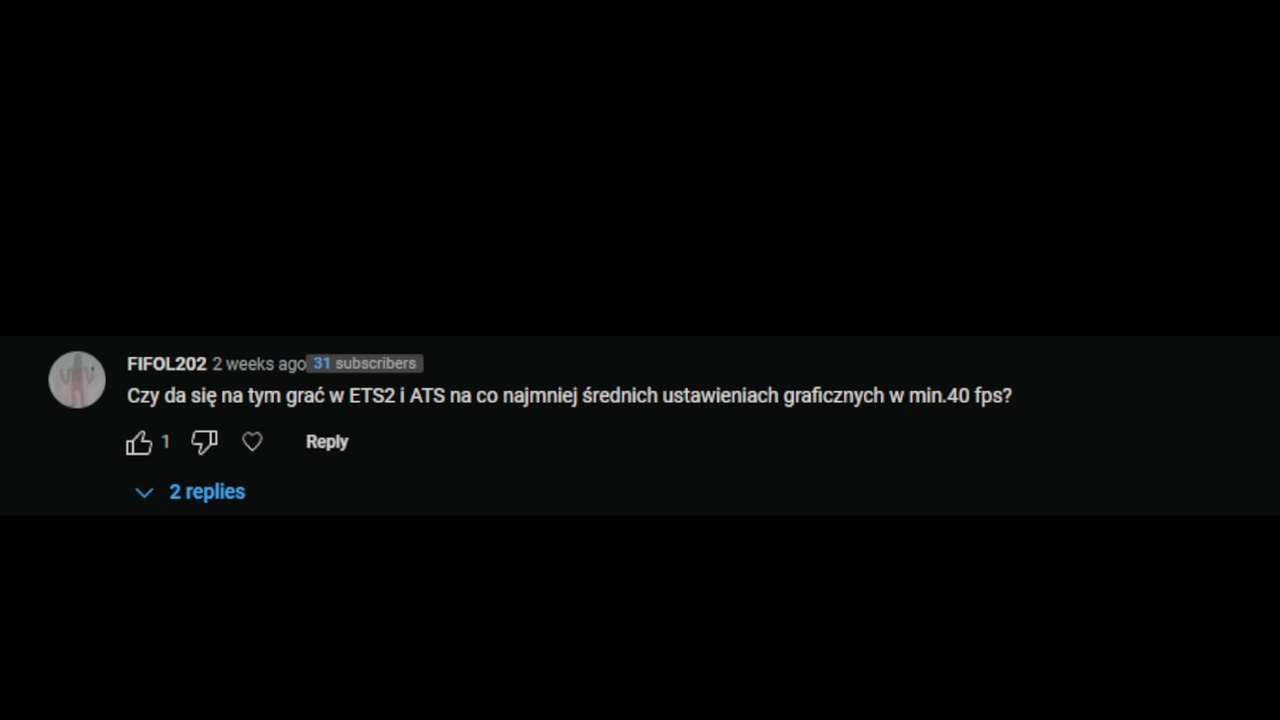 FIFOL202 2 weeks ago 31 subscribers
Czy da się na tym grać w ETS2 i ATS na co najmniej średnich ustawieniach graficznych w min.40 fps?
1 Reply
2 replies